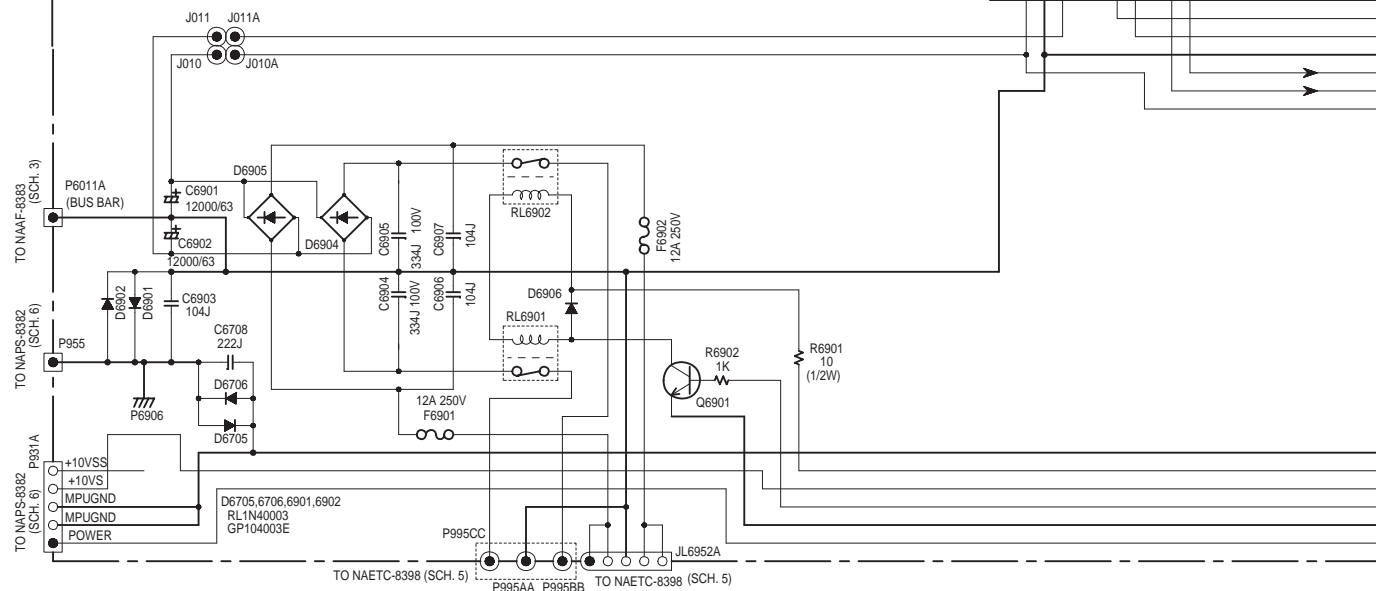 J011
J011A
J010
J010A
TO NAAF-8383
(SCH. 3)
P6011A
(BUS BAR)
C6901
12000/63
C6902
12000/63
D6905
D6904
C6905
334J 100V
C6907
104J
RL6902
F6902
12A 250V
D6902
D6901
C6903
104J
C6904
334J 100V
C6906
104J
D6906
RL6901
TO NAPS-8382
(SCH. 6)
P955
C6708
222J
D6706
D6705
P6906
12A 250V
F6901
R6902
1K
Q6901
R6901
10
(1/2W)
TO NAPS-8382
(SCH. 6)
P931A
+10VSS
+10VS
MPUGND
MPUGND
POWER
D6705,6706,6901,6902
RL1N40003
GP104003E
P995CC
P995AA
P995BB
JL6952A
TO NAETC-8398 (SCH. 5)
TO NAETC-8398 (SCH. 5)